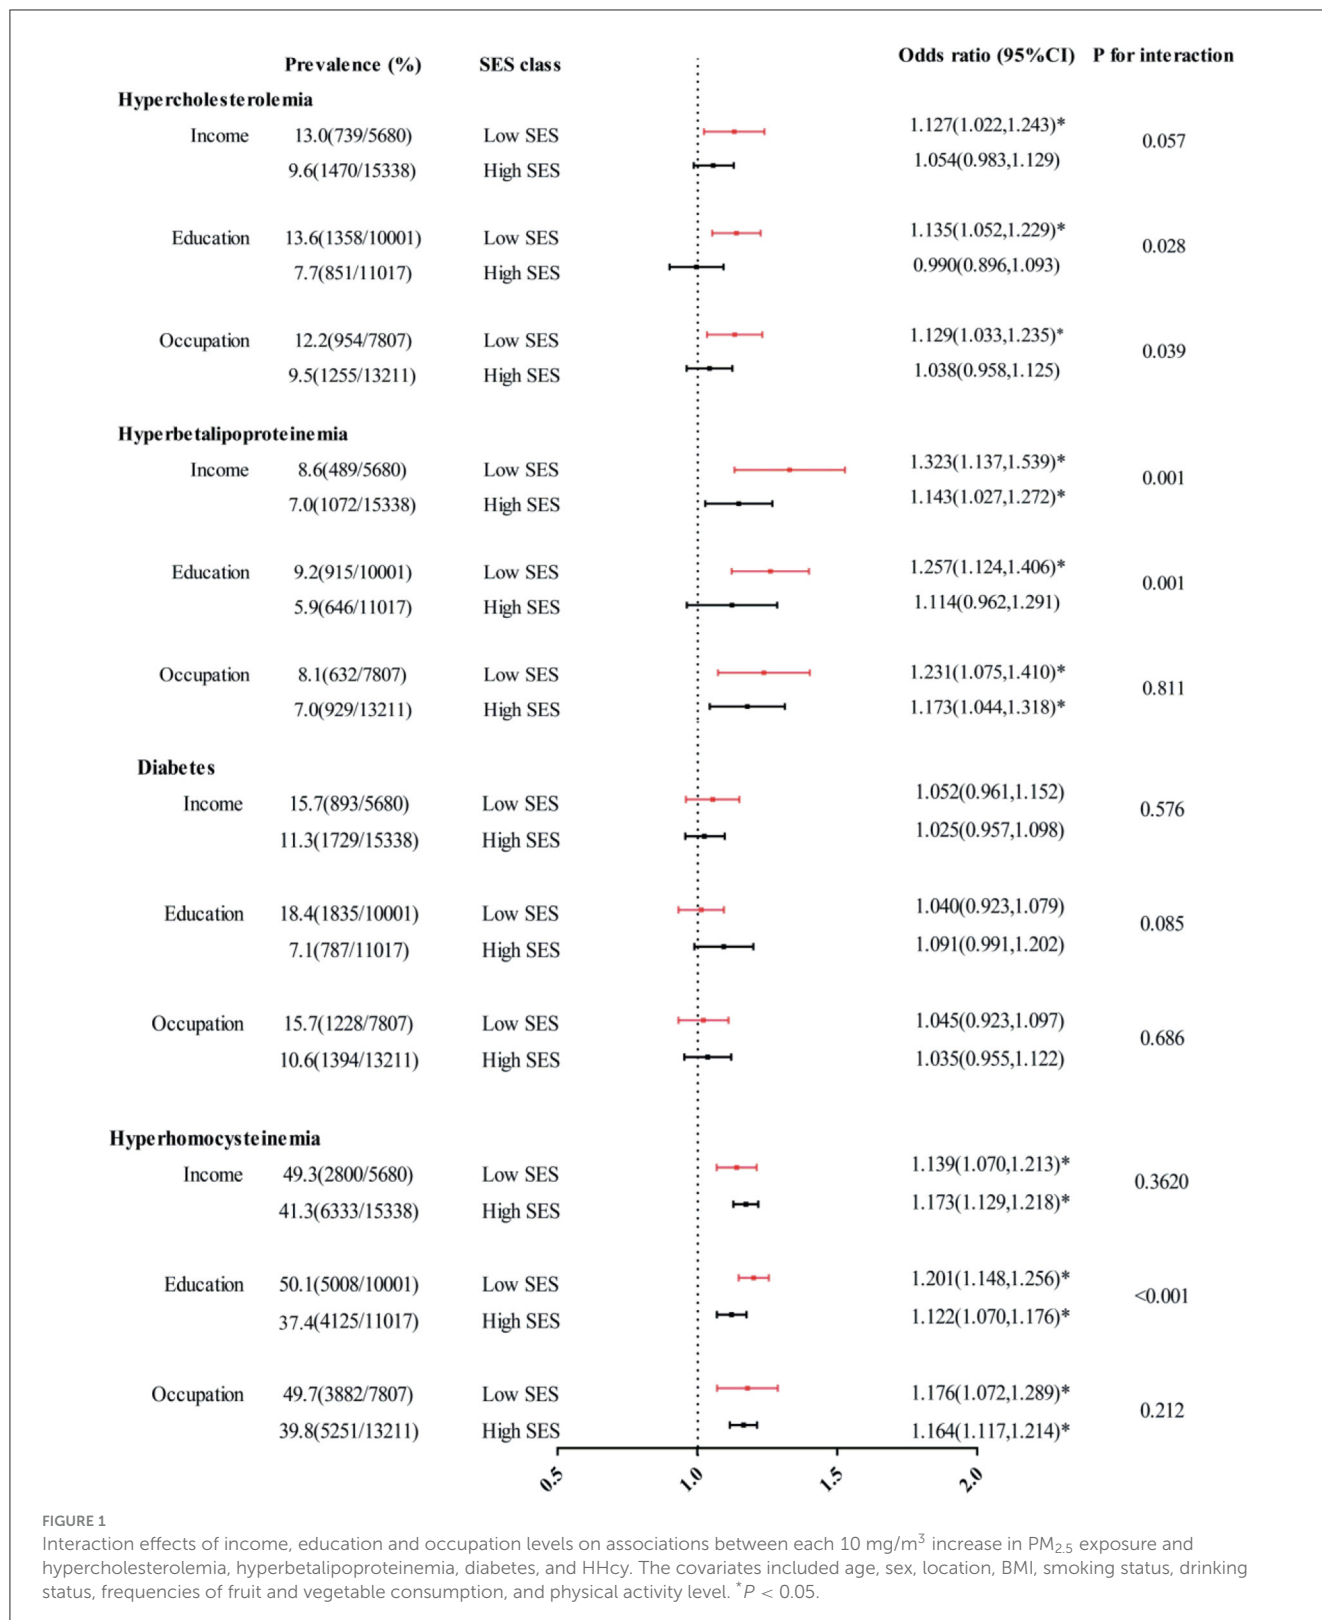 Prevalence (%) SES class Odds ratio (95%CI) P for interaction
Hypercholesterolemia
Income 13.0(739/5680) Low SES 1.127(1.022,1.243)* 0.057
9.6(1470/15338) High SES 1.054(0.983,1.129)
Education 13.6(1358/10001) Low SES 1.135(1.052,1.229)* 0.028
7.7(851/11017) High SES 0.990(0.896,1.093)
Occupation 12.2(954/7807) Low SES 1.129(1.033,1.235)* 0.039
9.5(1255/13211) High SES 1.038(0.958,1.125)
Hyperbetalipoproteinemia
Income 8.6(489/5680) Low SES 1.323(1.137,1.539)* 0.001
7.0(1072/15338) High SES 1.143(1.027,1.272)*
Education 9.2(915/10001) Low SES 1.257(1.124,1.406)* 0.001
5.9(646/11017) High SES 1.114(0.962,1.291)
Occupation 8.1(632/7807) Low SES 1.231(1.075,1.410)* 0.811
7.0(929/13211) High SES 1.173(1.044,1.318)*
Diabetes
Income 15.7(893/5680) Low SES 1.052(0.961,1.152) 0.576
11.3(1729/15338) High SES 1.025(0.957,1.098)
Education 18.4(1835/10001) Low SES 1.040(0.923,1.079) 0.085
7.1(787/11017) High SES 1.091(0.991,1.202)
Occupation 15.7(1228/7807) Low SES 1.045(0.923,1.097) 0.686
10.6(1394/13211) High SES 1.035(0.955,1.122)
Hyperhomocysteinemia
Income 49.3(2800/5680) Low SES 1.139(1.070,1.213)* 0.3620
41.3(6333/15338) High SES 1.173(1.129,1.218)*
Education 50.1(5008/10001) Low SES 1.201(1.148,1.256)* <0.001
37.4(4125/11017) High SES 1.122(1.070,1.176)*
Occupation 49.7(3882/7807) Low SES 1.176(1.072,1.289)* 0.212
39.8(5251/13211) High SES 1.164(1.117,1.214)*
0.5 1.0 1.5 2.0
FIGURE 1
Interaction effects of income, education and occupation levels on associations between each 10 mg/m³ increase in PM₂.₅ exposure and
hypercholesterolemia, hyperbetalipoproteinemia, diabetes, and HHcy. The covariates included age, sex, location, BMI, smoking status, drinking
status, frequencies of fruit and vegetable consumption, and physical activity level. *P < 0.05.